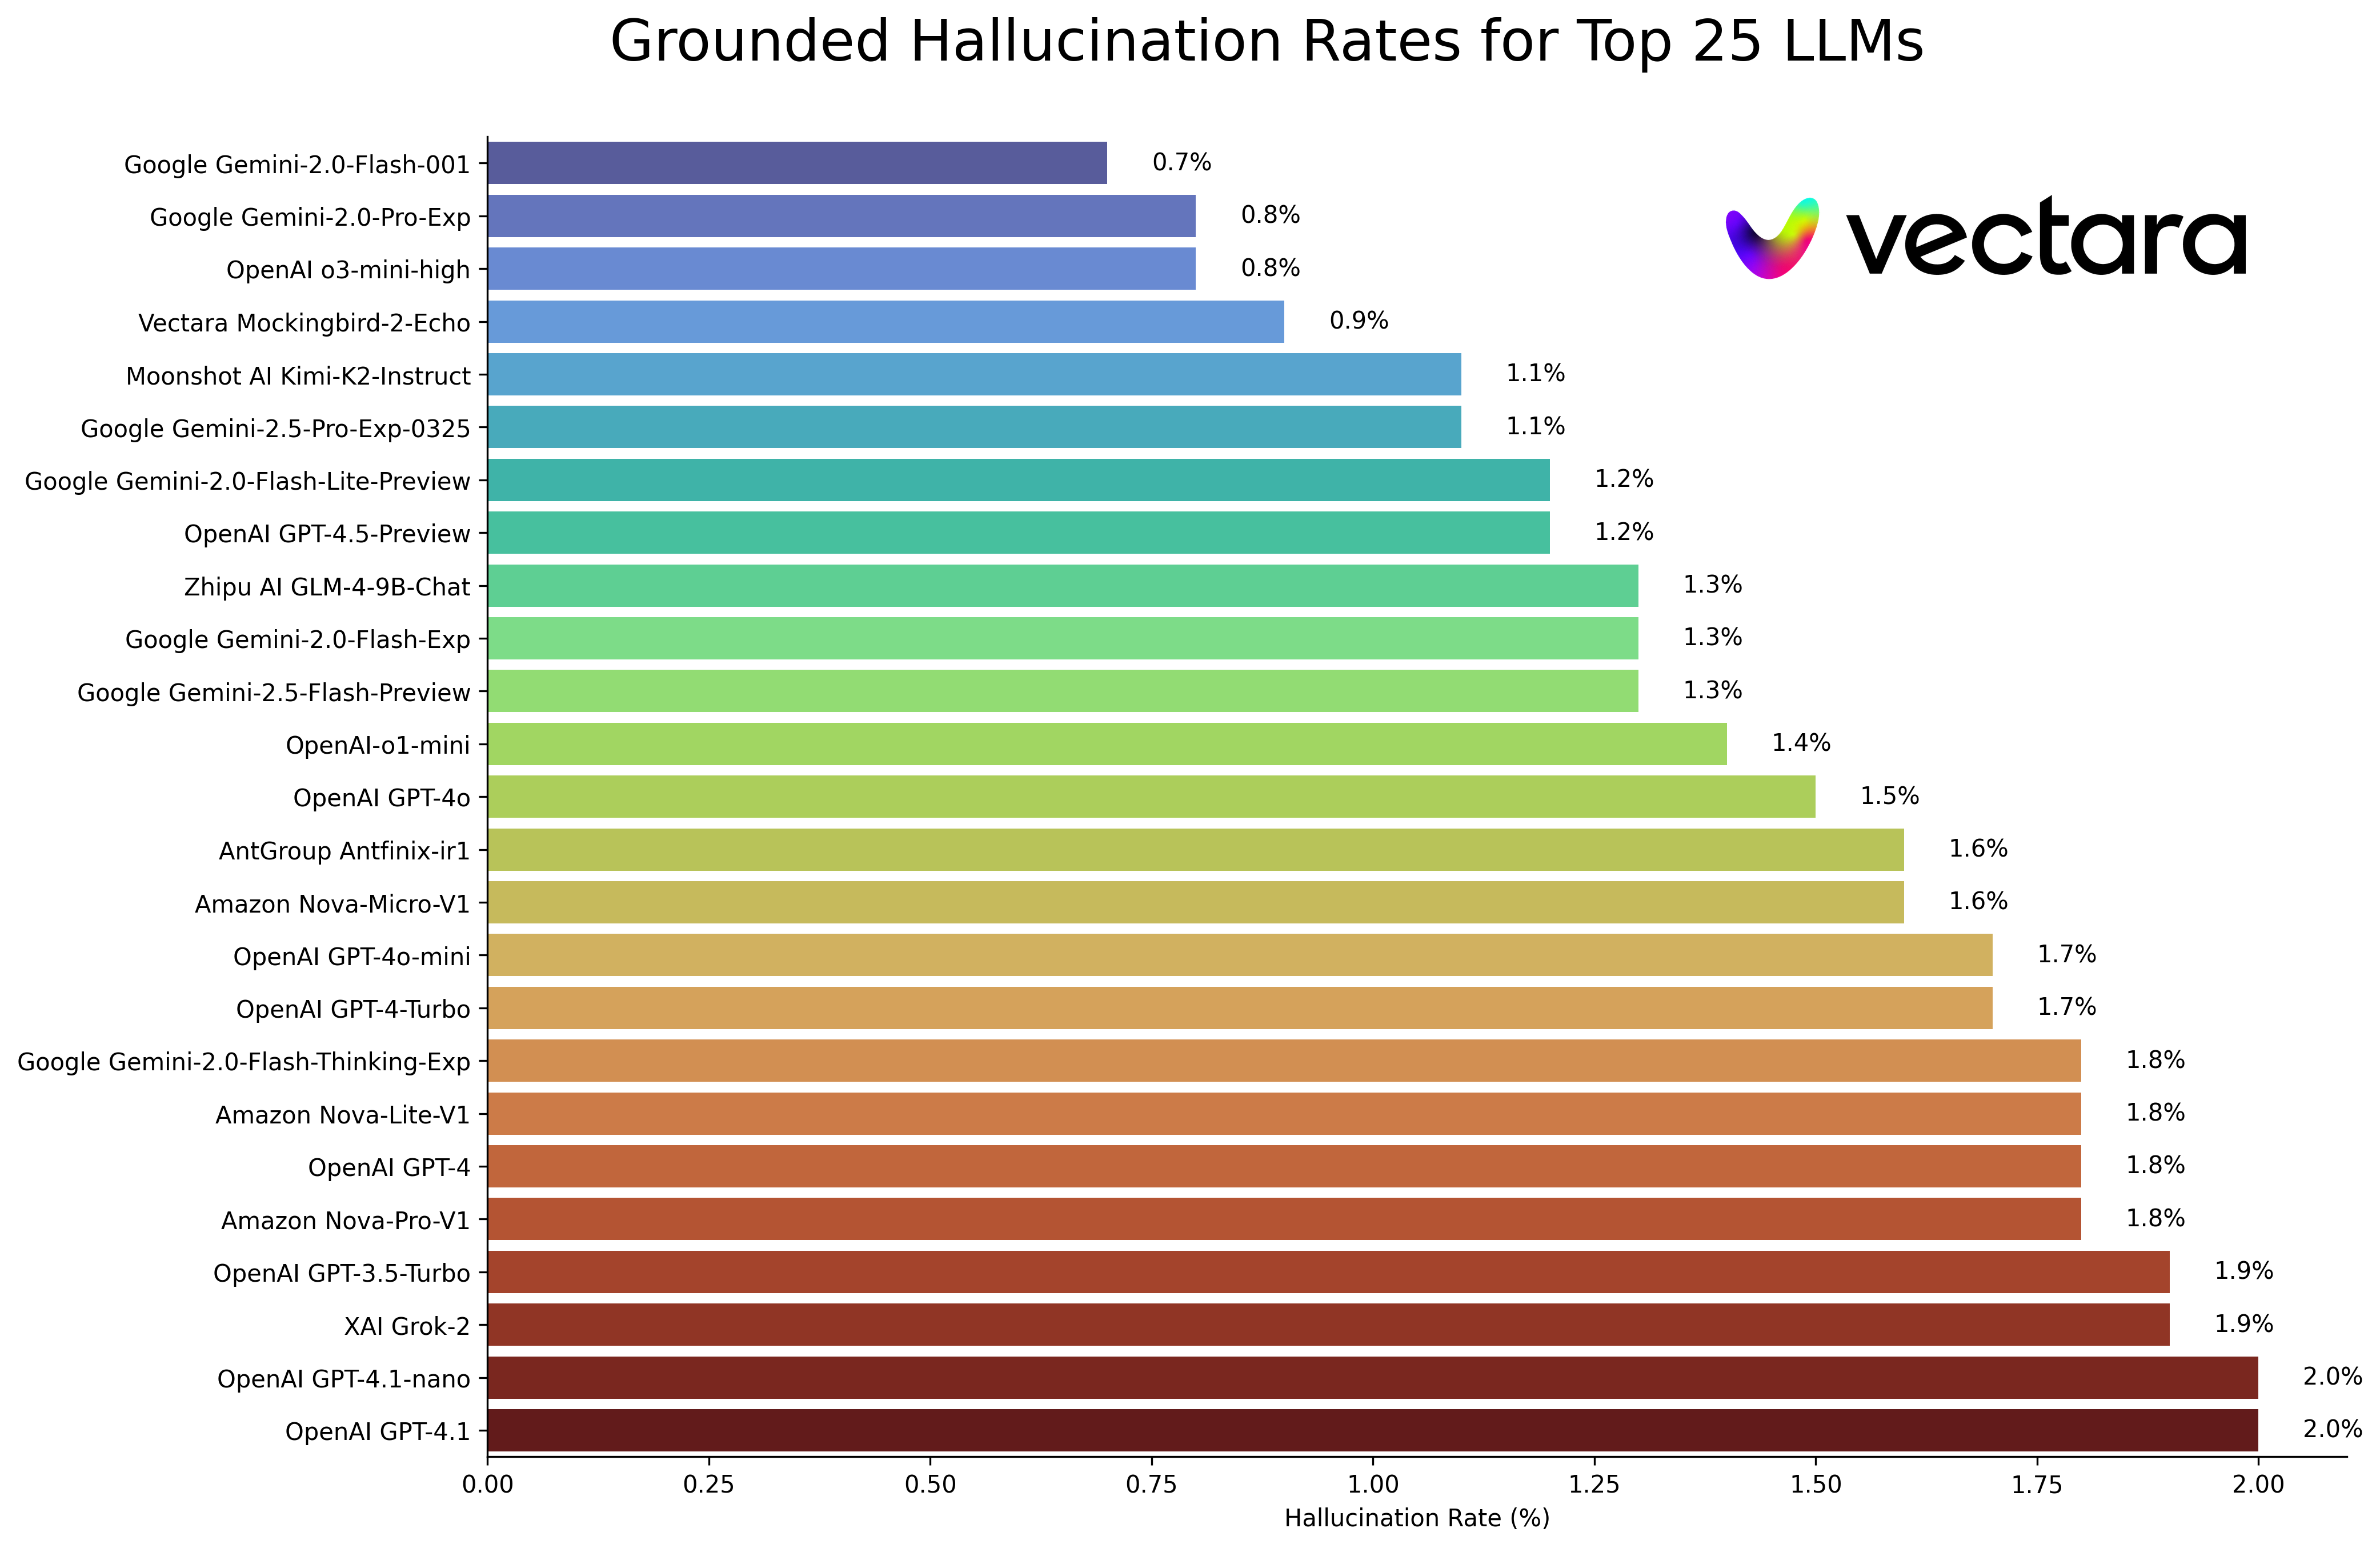 Grounded Hallucination Rates for Top 25 LLMs
vectara
Google Gemini-2.0-Flash-001 0.7%
Google Gemini-2.0-Pro-Exp 0.8%
OpenAI o3-mini-high 0.8%
Vectara Mockingbird-2-Echo 0.9%
Moonshot AI Kimi-K2-Instruct 1.1%
Google Gemini-2.5-Pro-Exp-0325 1.1%
Google Gemini-2.0-Flash-Lite-Preview 1.2%
OpenAI GPT-4.5-Preview 1.2%
Zhipu AI GLM-4-9B-Chat 1.3%
Google Gemini-2.0-Flash-Exp 1.3%
Google Gemini-2.5-Flash-Preview 1.3%
OpenAI-o1-mini 1.4%
OpenAI GPT-4o 1.5%
AntGroup Antfinix-ir1 1.6%
Amazon Nova-Micro-V1 1.6%
OpenAI GPT-4o-mini 1.7%
OpenAI GPT-4-Turbo 1.7%
Google Gemini-2.0-Flash-Thinking-Exp 1.8%
Amazon Nova-Lite-V1 1.8%
OpenAI GPT-4 1.8%
Amazon Nova-Pro-V1 1.8%
OpenAI GPT-3.5-Turbo 1.9%
XAI Grok-2 1.9%
OpenAI GPT-4.1-nano 2.0%
OpenAI GPT-4.1 2.0%
0.00 0.25 0.50 0.75 1.00 1.25 1.50 1.75 2.00
Hallucination Rate (%)